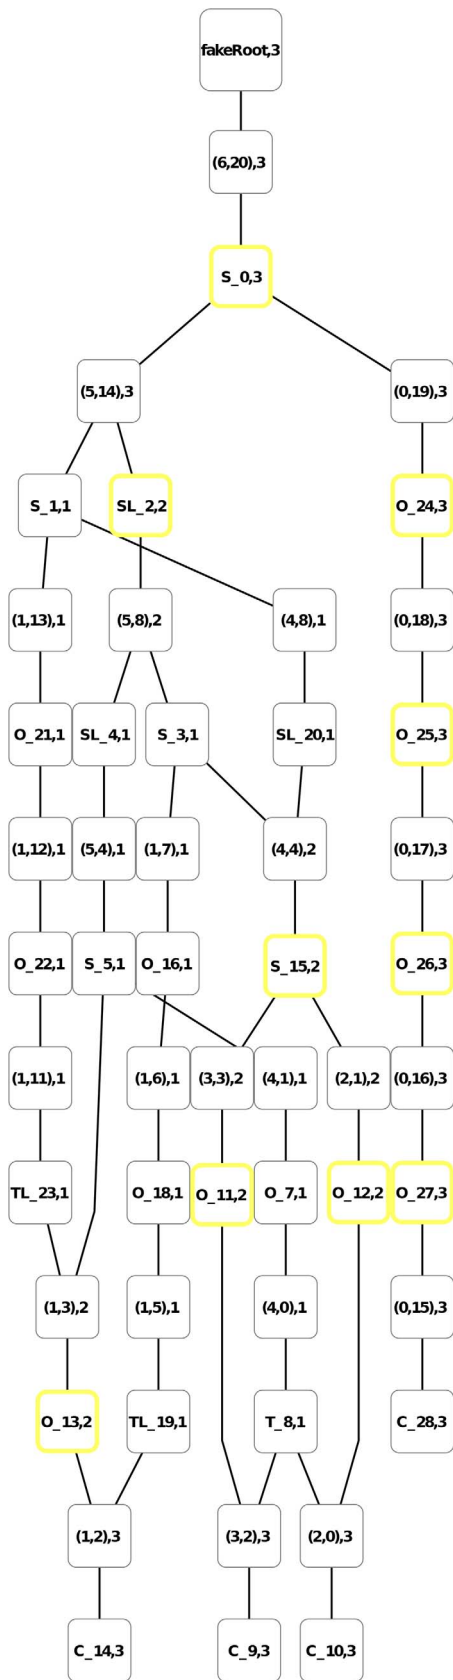 fakeRoot,3
(6,20),3
S_0,3
(5,14),3
(0,19),3
S_1,1
SL_2,2
O_24,3
(1,13),1
(5,8),2
(4,8),1
(0,18),3
O_21,1
SL_4,1
S_3,1
SL_20,1
O_25,3
(1,12),1
(5,4),1
(1,7),1
(4,4),2
(0,17),3
O_22,1
S_5,1
O_16,1
S_15,2
O_26,3
(1,11),1
(1,6),1
(3,3),2
(4,1),1
(2,1),2
(0,16),3
TL_23,1
O_18,1
O_11,2
O_7,1
O_12,2
O_27,3
(1,3),2
(1,5),1
(4,0),1
(0,15),3
O_13,2
TL_19,1
T_8,1
C_28,3
(1,2),3
(3,2),3
(2,0),3
C_14,3
C_9,3
C_10,3